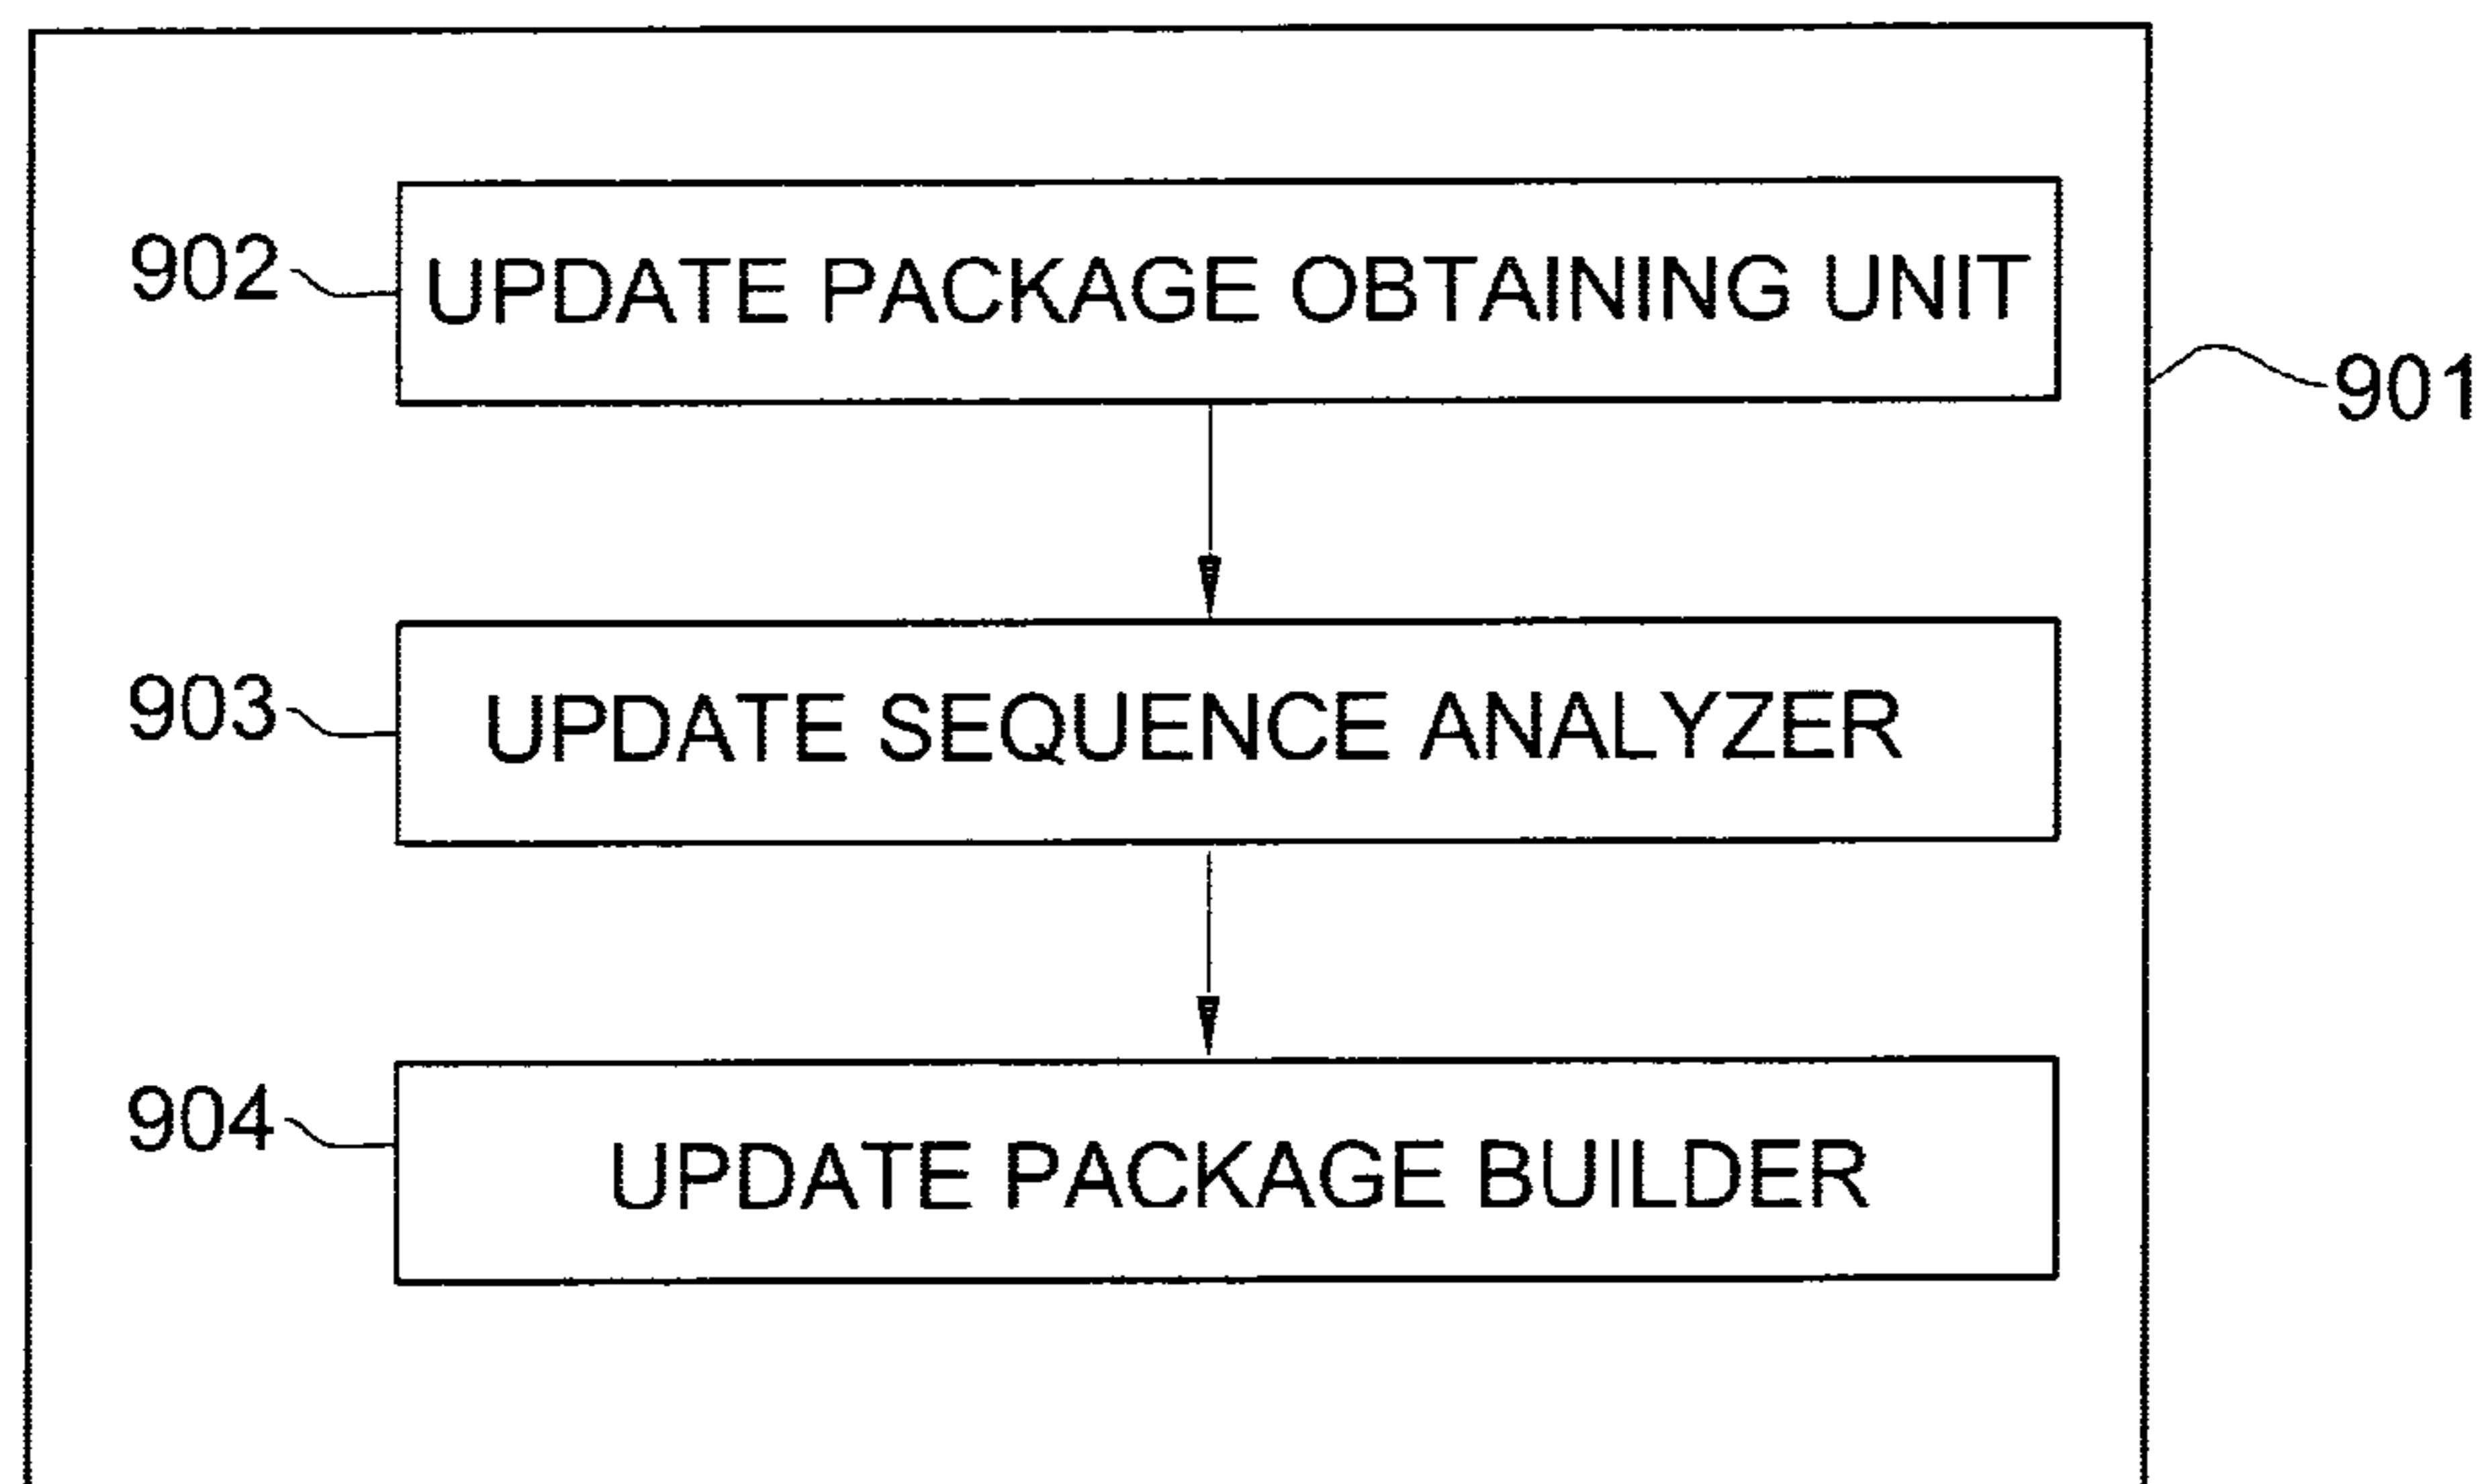 902
UPDATE PACKAGE OBTAINING UNIT
901
903
UPDATE SEQUENCE ANALYZER
904
UPDATE PACKAGE BUILDER